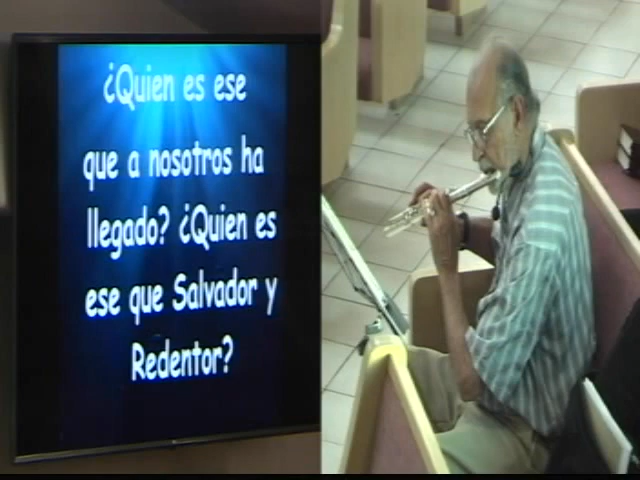 ¿Quien es ese
que a nosotros ha
llegado? ¿Quien es
ese que Salvador y
Redentor?